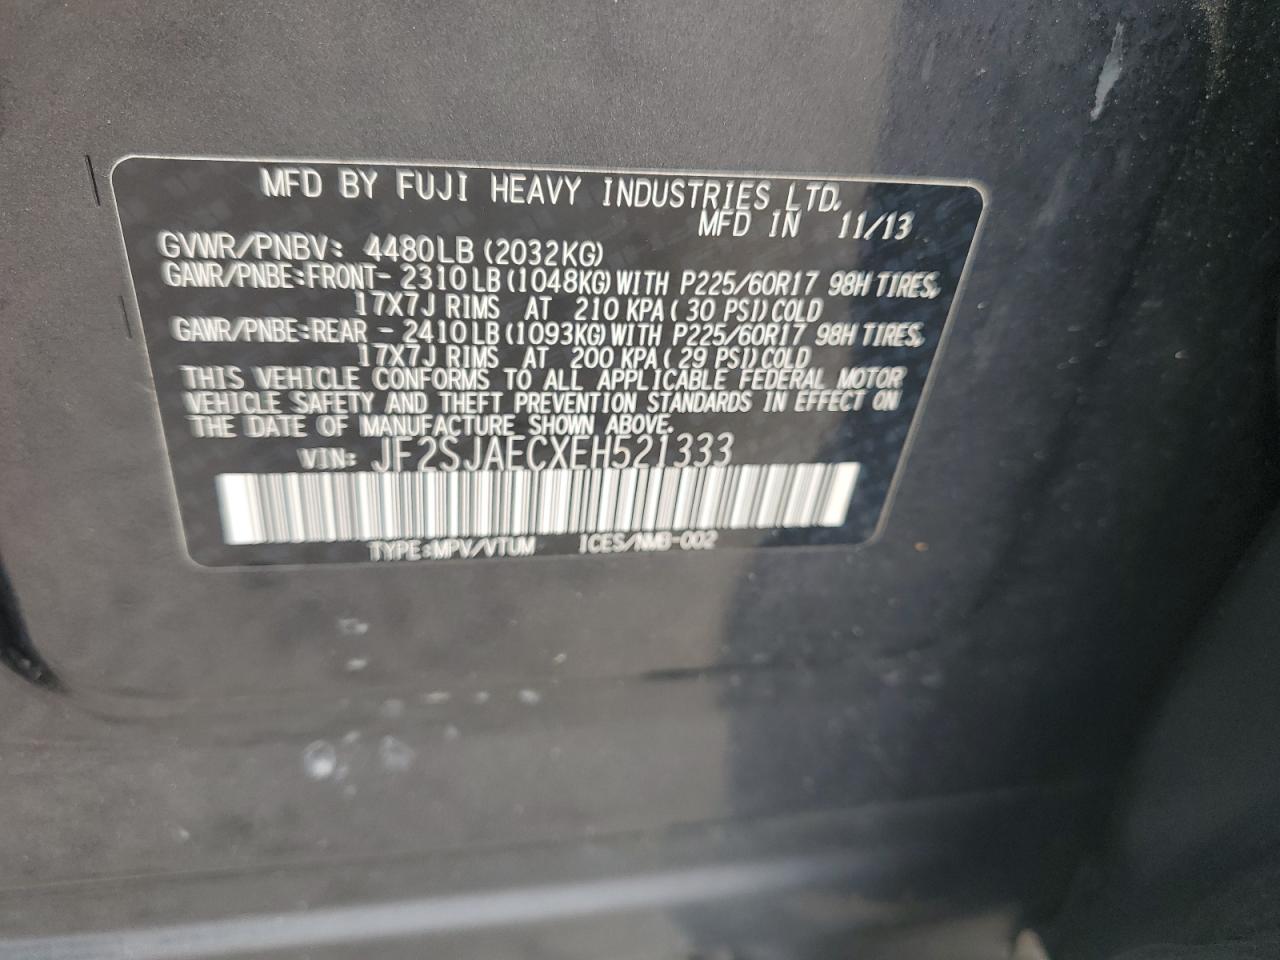 MFD BY FUJI HEAVY INDUSTRIES LTD.
MFD IN 11/13
GVWR/PNBV: 4480LB (2032KG)
GAWR/PNBE:FRONT- 2310LB (1048KG) WITH P225/60R17 98H TIRES,
17X7J RIMS AT 210 KPA ( 30 PSI) COLD
GAWR/PNBE:REAR - 2410LB (1093KG) WITH P225/60R17 98H TIRES,
17X7J RIMS AT 200 KPA ( 29 PSI) COLD
THIS VEHICLE CONFORMS TO ALL APPLICABLE FEDERAL MOTOR
VEHICLE SAFETY AND THEFT PREVENTION STANDARDS IN EFFECT ON
THE DATE OF MANUFACTURE SHOWN ABOVE.
VIN: JF2SJAECXEH521333
TYPE:MPV/VTUM ICES/NMB-002